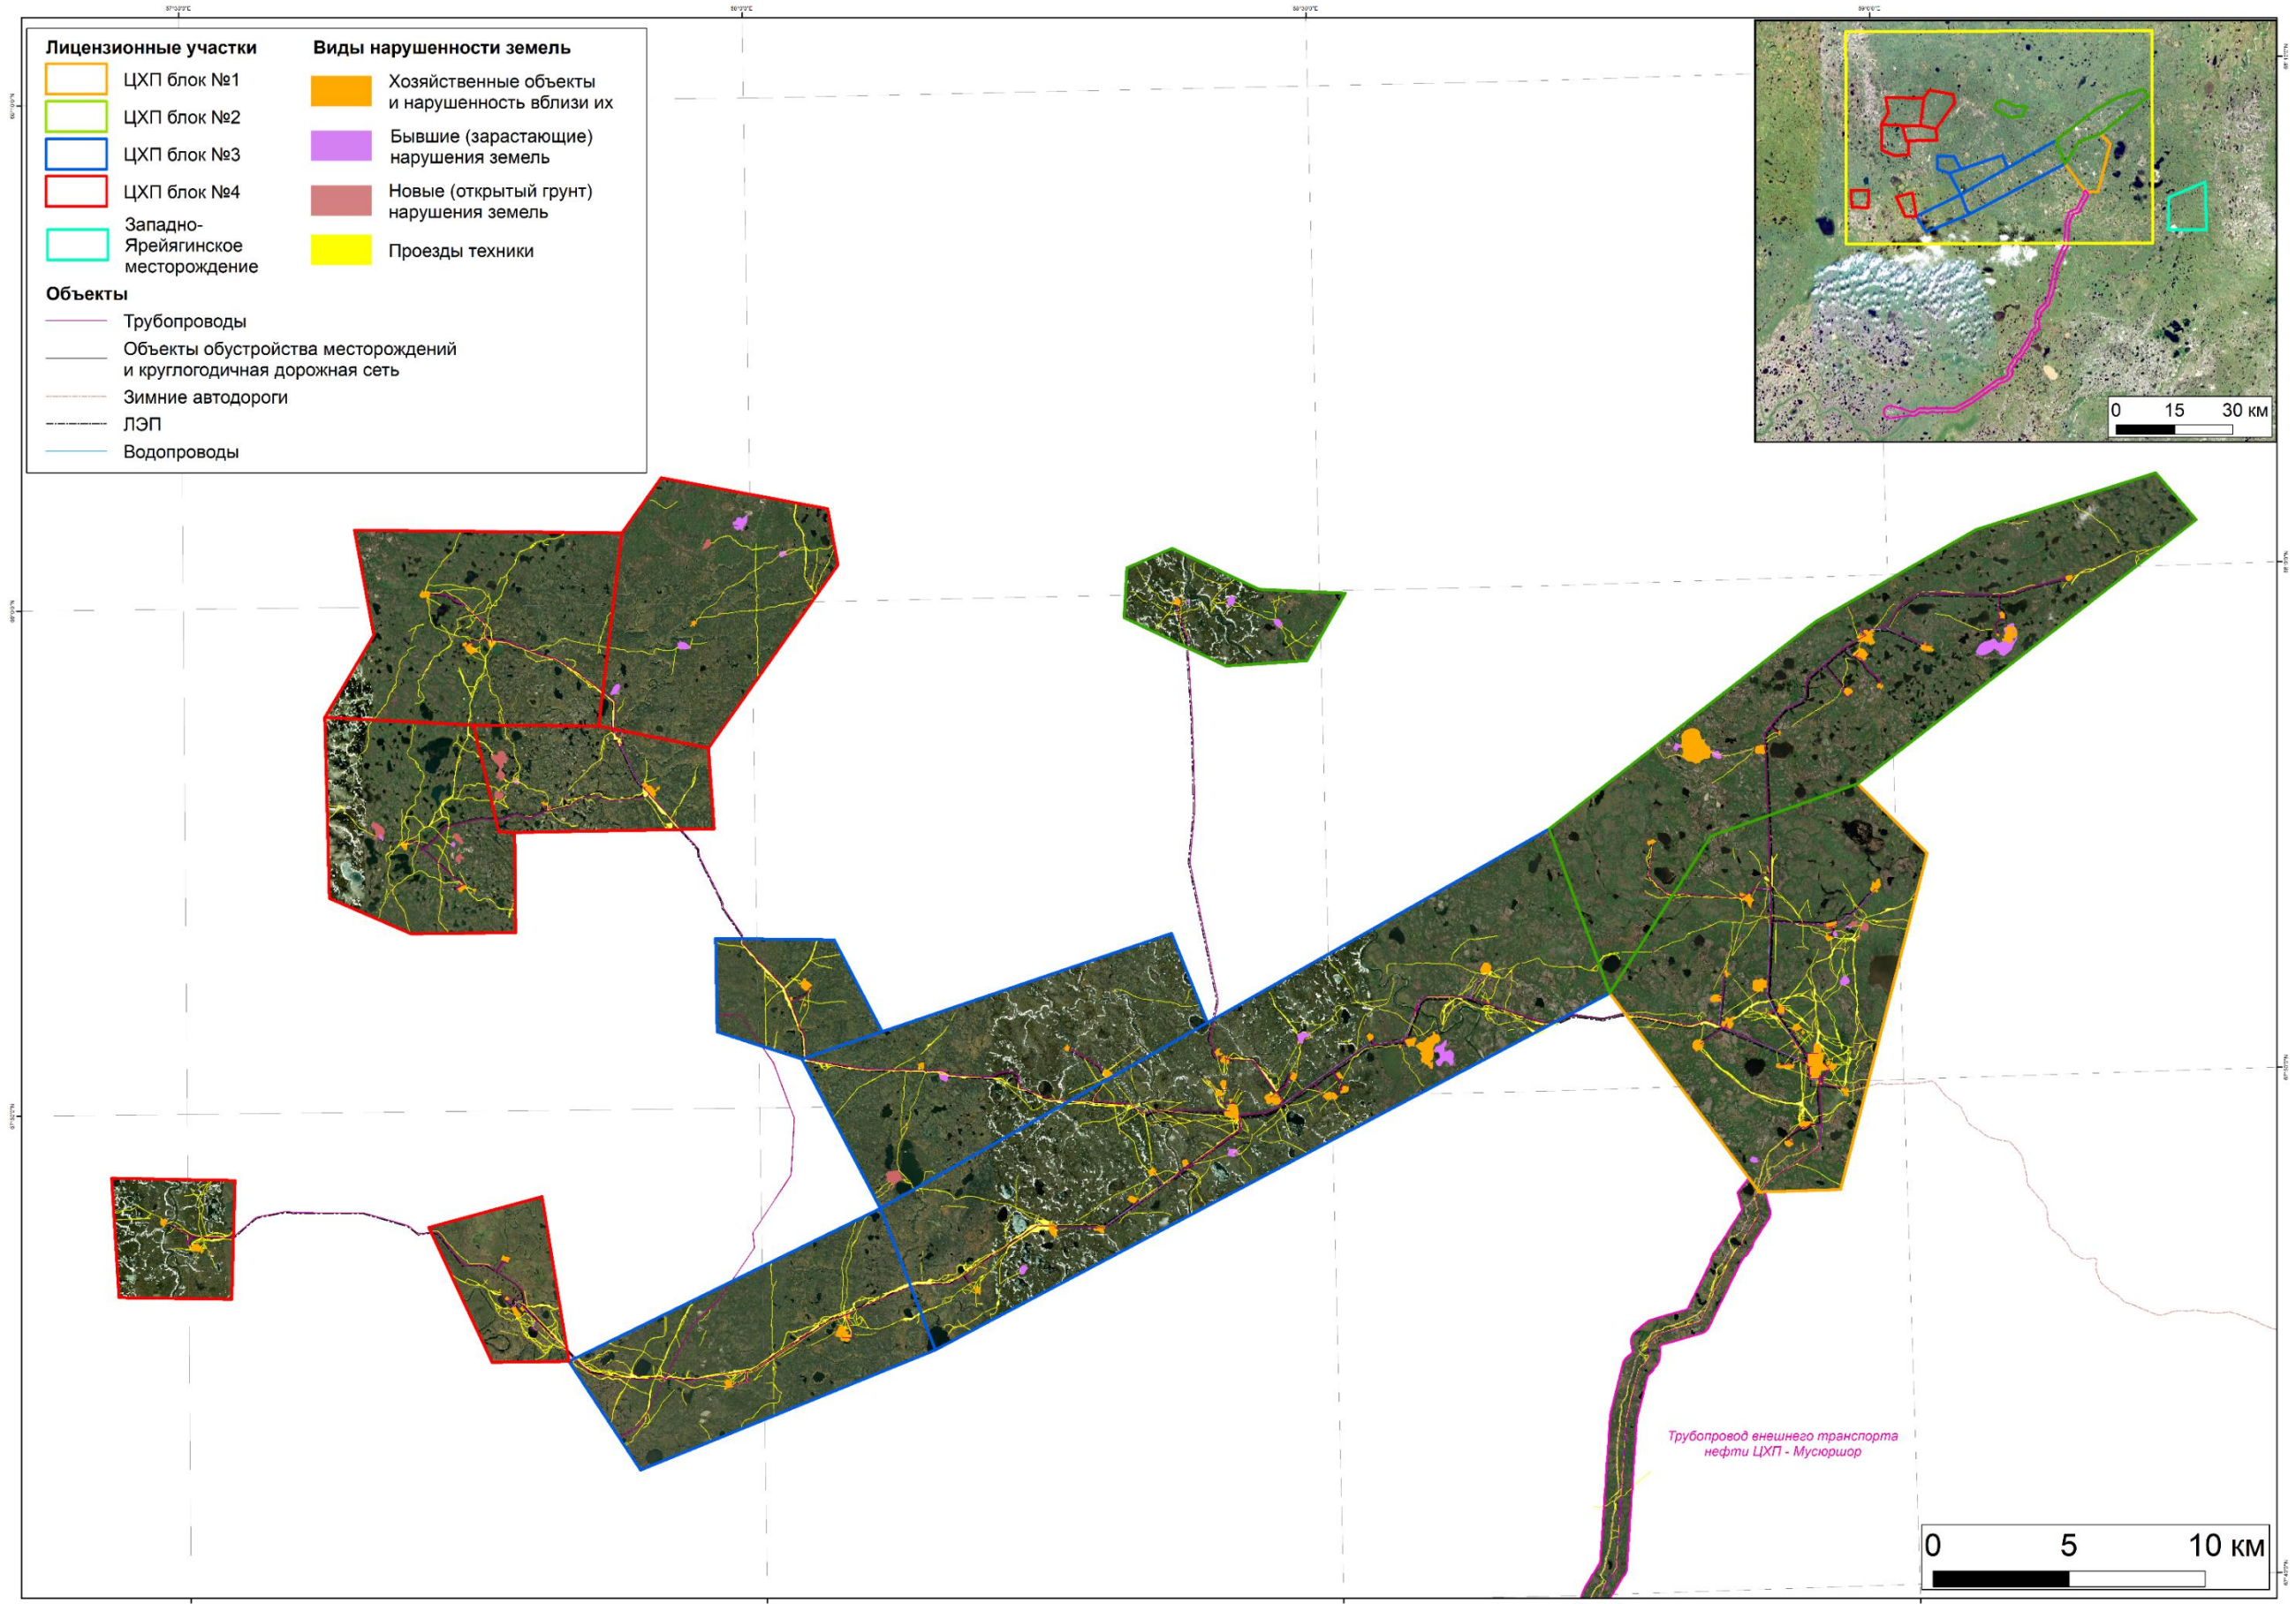 Лицензионные участки
ЦХП блок №1
ЦХП блок №2
ЦХП блок №3
ЦХП блок №4
Западно-
Ярейягинское
месторождение
Объекты
Трубопроводы
Объекты обустройства месторождений
и круглогодичная дорожная сеть
Зимние автодороги
ЛЭП
Водопроводы
Виды нарушенности земель
Хозяйственные объекты
и нарушенность вблизи их
Бывшие (зарастающие)
нарушения земель
Новые (открытый грунт)
нарушения земель
Проезды техники
0 15 30 км
Трубопровод внешнего транспорта
нефти ЦХП - Мусюршор
0 5 10 км